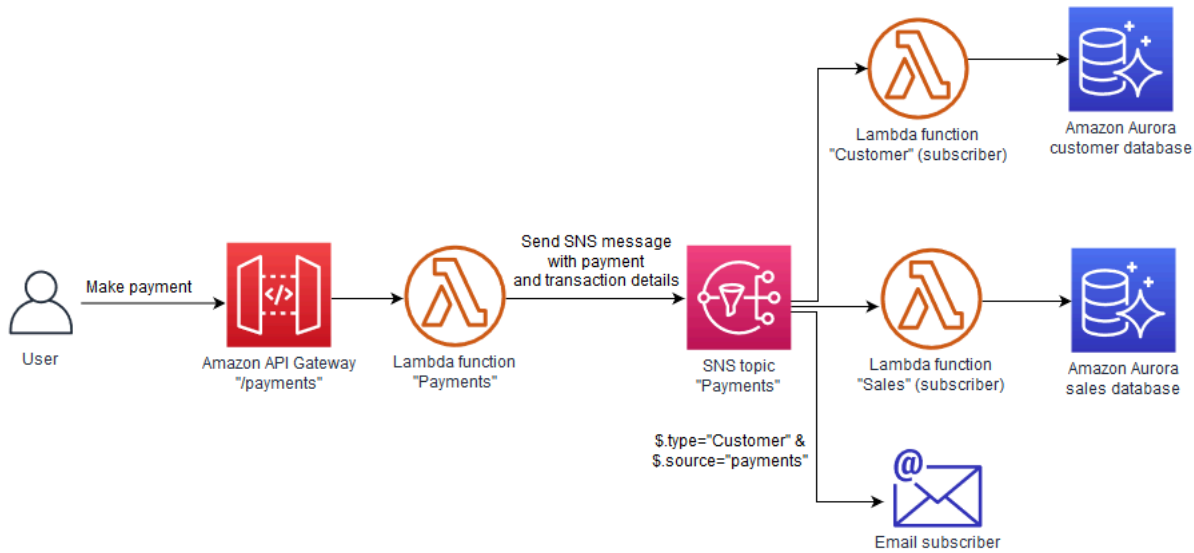 Make payment
User
Amazon API Gateway
"/payments"
Lambda function
"Payments"
Send SNS message
with payment
and transaction details
SNS topic
"Payments"
Lambda function
"Customer" (subscriber)
Amazon Aurora
customer database
Lambda function
"Sales" (subscriber)
Amazon Aurora
sales database
$.type="Customer" &
$.source="payments"
@
Email subscriber